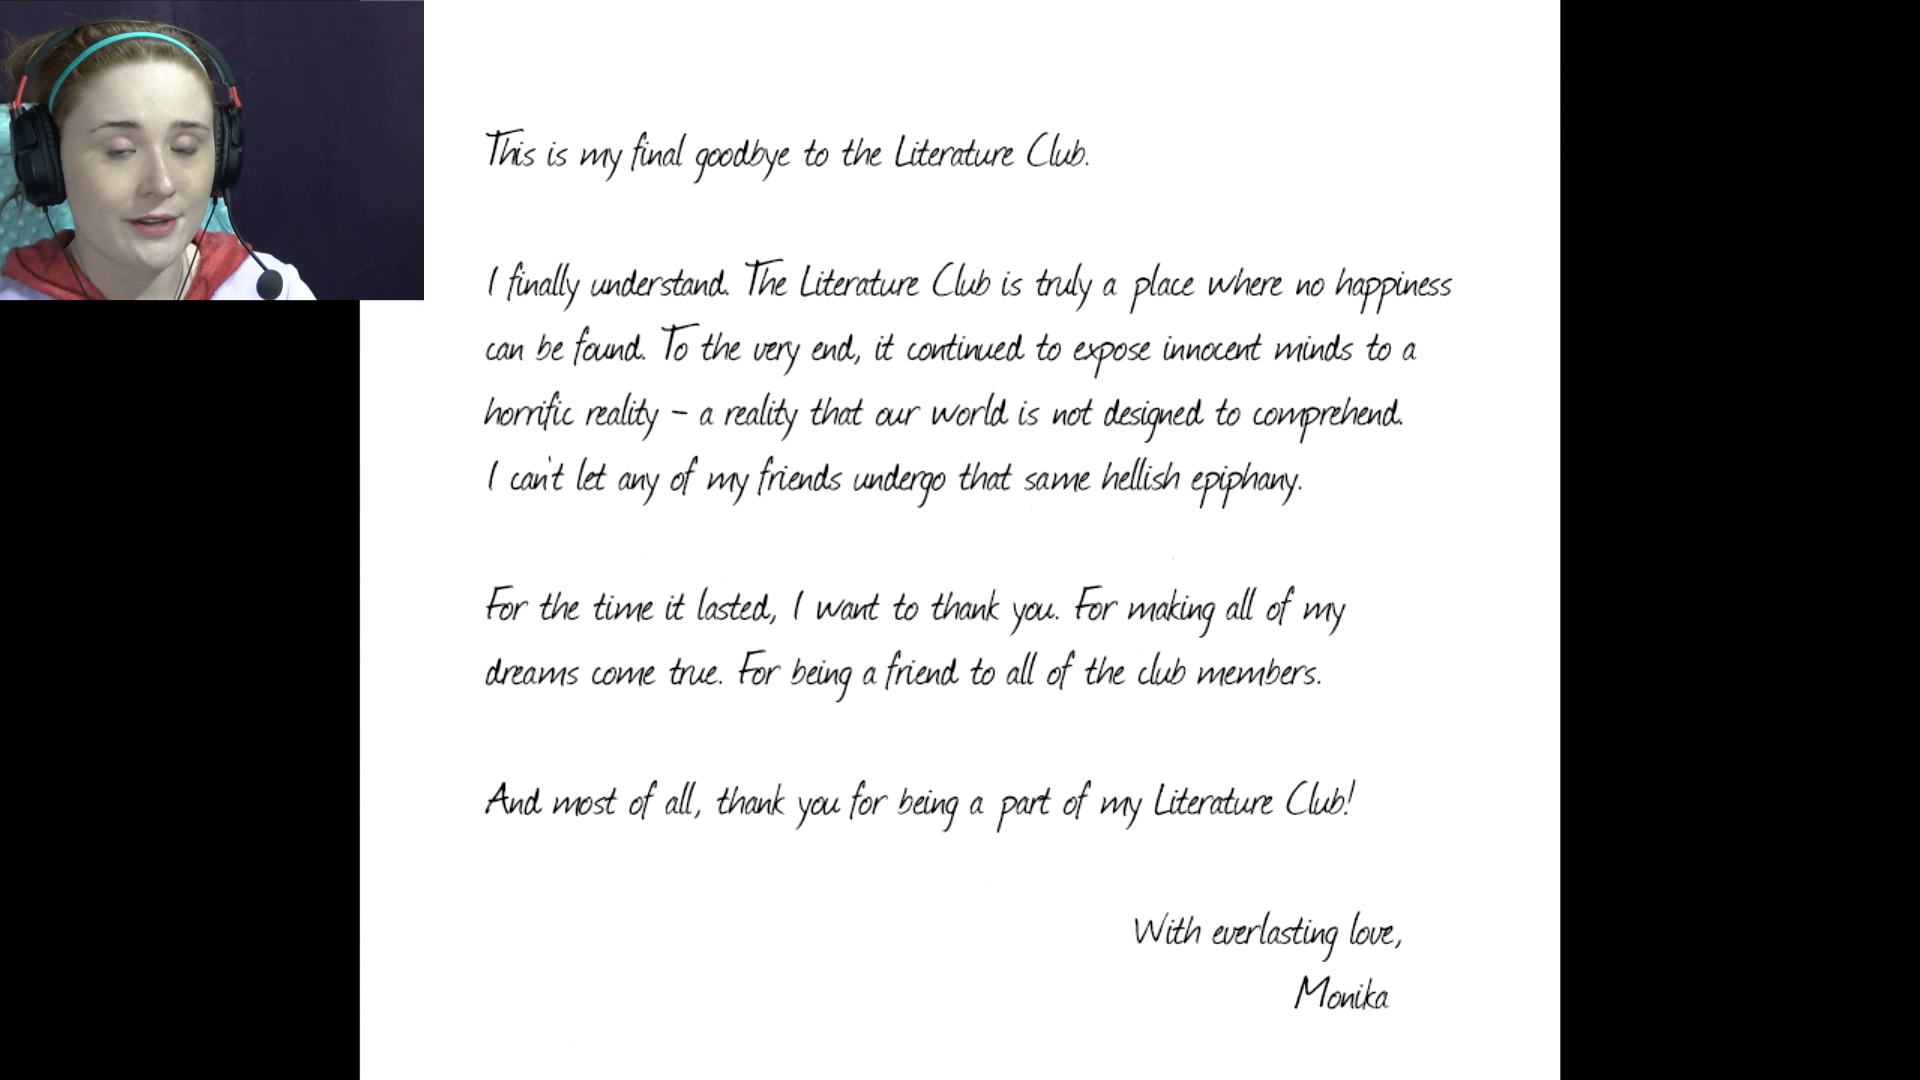 This is my final goodbye to the Literature Club.
I finally understand. The Literature Club is truly a place where no happiness
can be found. To the very end, it continued to expose innocent minds to a
horrific reality – a reality that our world is not designed to comprehend.
I can't let any of my friends undergo that same hellish epiphany.
For the time it lasted, I want to thank you. For making all of my
dreams come true. For being a friend to all of the club members.
And most of all, thank you for being a part of my Literature Club!
With everlasting love,
Monika